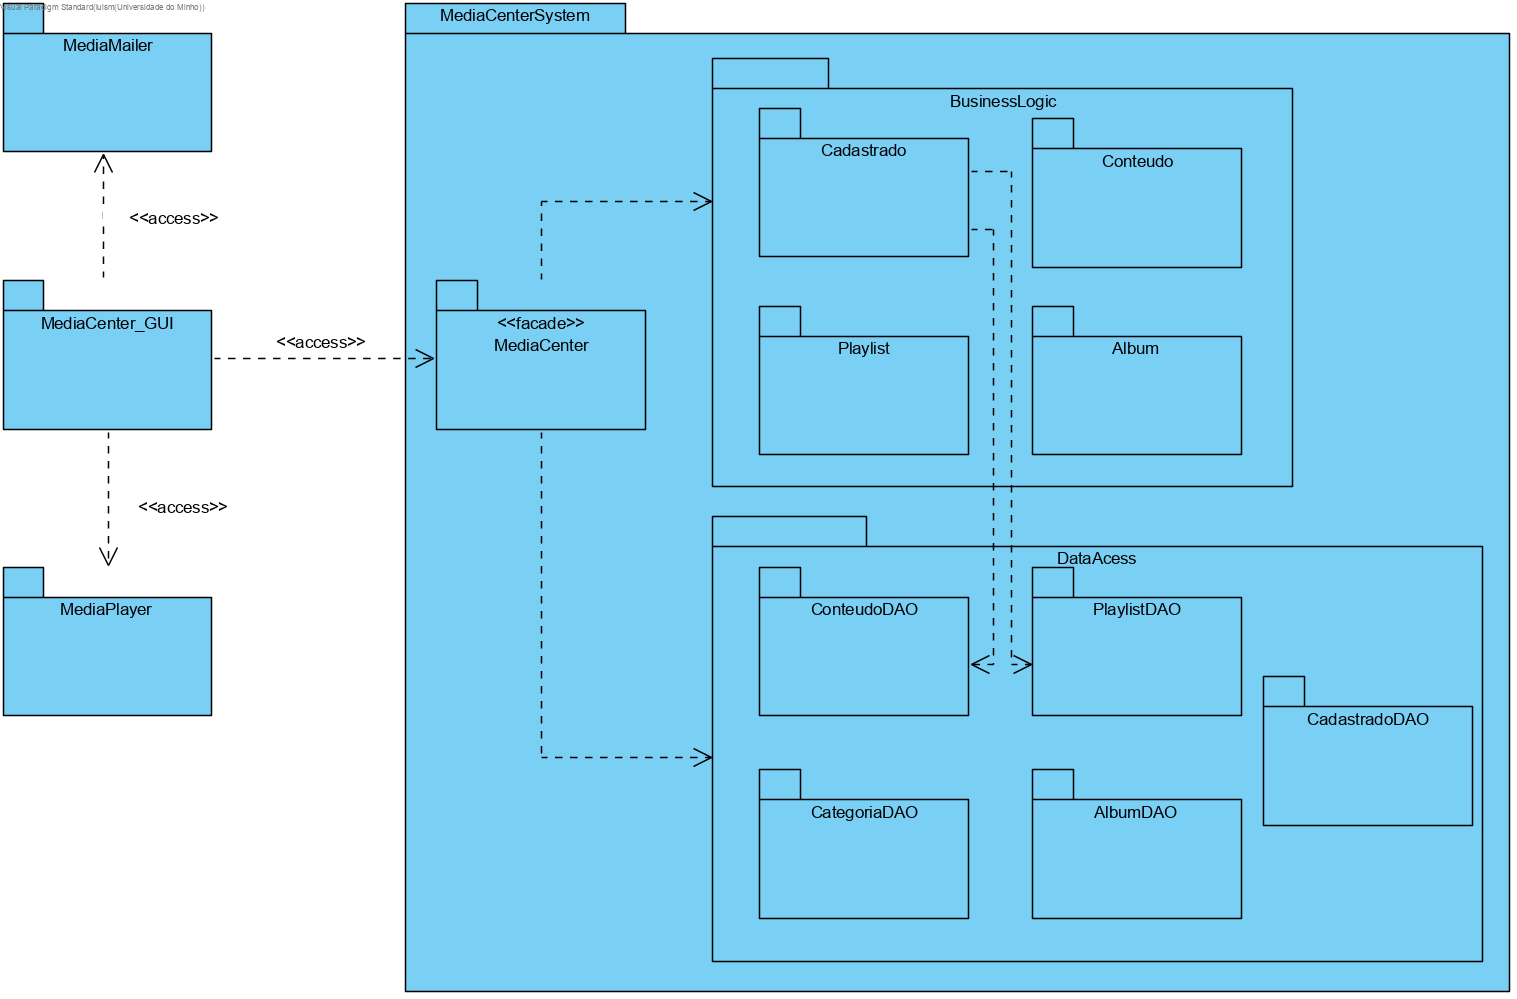 Visual Paradigm Standard(luism(Universidade do Minho))
MediaMailer
<<access>>
MediaCenter_GUI
<<access>>
<<access>>
MediaPlayer
MediaCenterSystem
<<facade>>
MediaCenter
BusinessLogic
Cadastrado
Conteudo
Playlist
Album
DataAcess
ConteudoDAO
PlaylistDAO
CadastradoDAO
CategoriaDAO
AlbumDAO